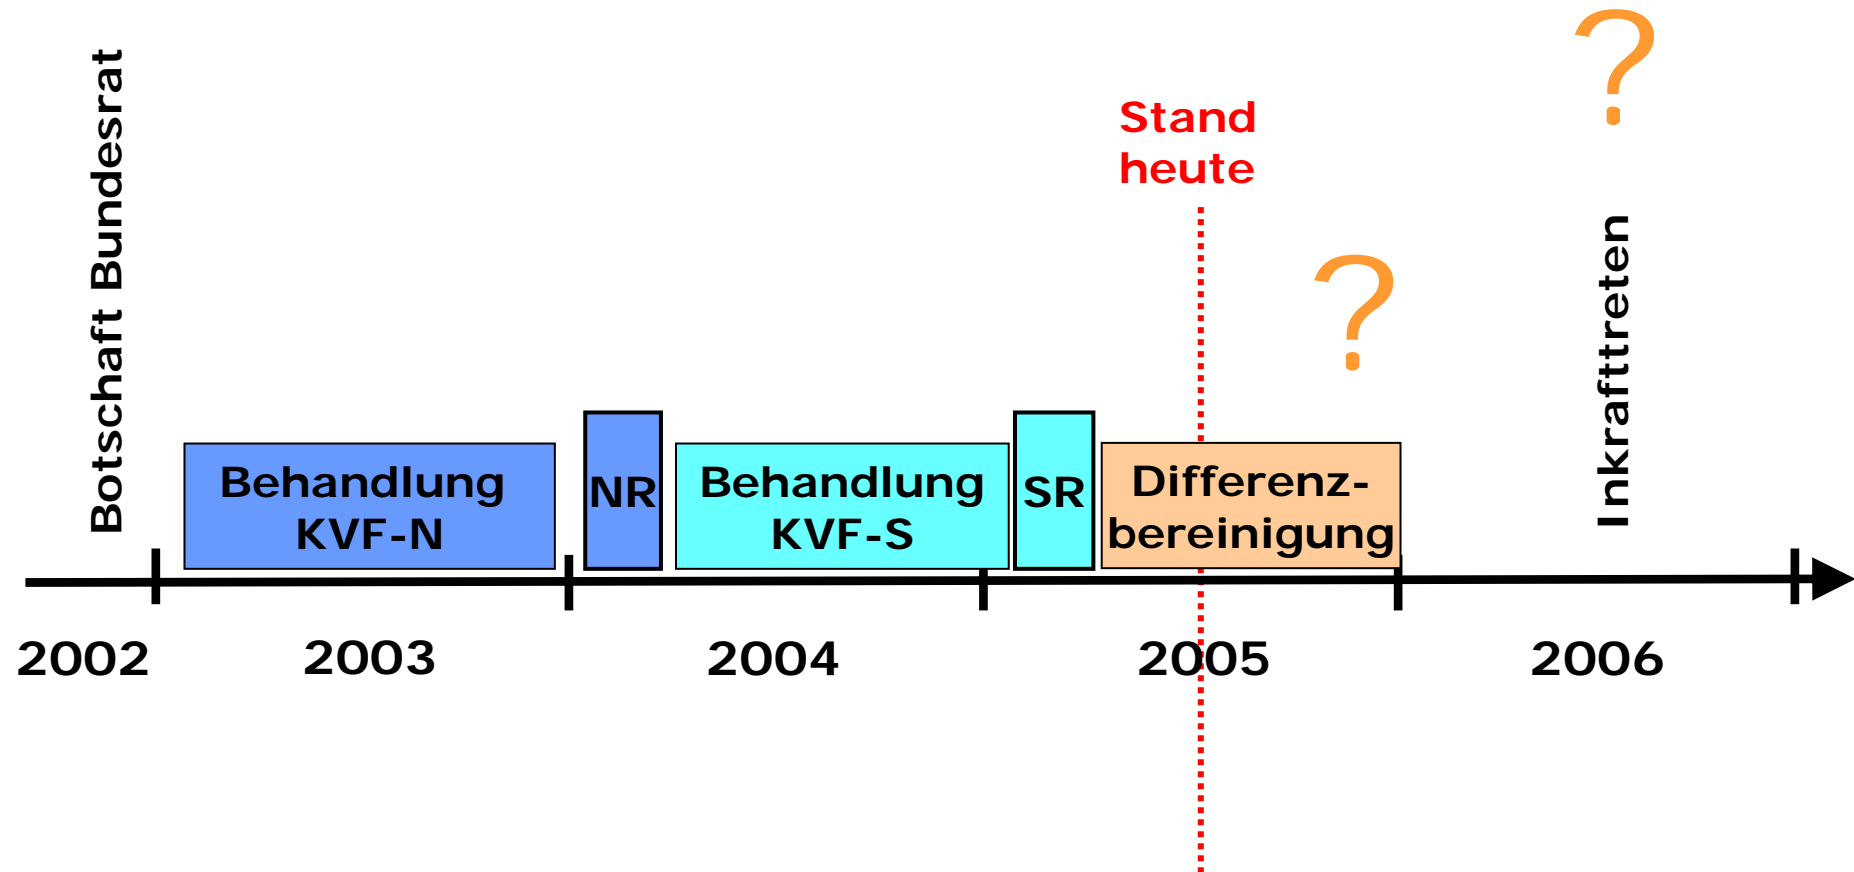 Botschaft Bundesrat
Stand
heute
?
?
Inkrafttreten
Behandlung
KVF-N
NR
Behandlung
KVF-S
SR
Differenz-
bereinigung
2002
2003
2004
2005
2006